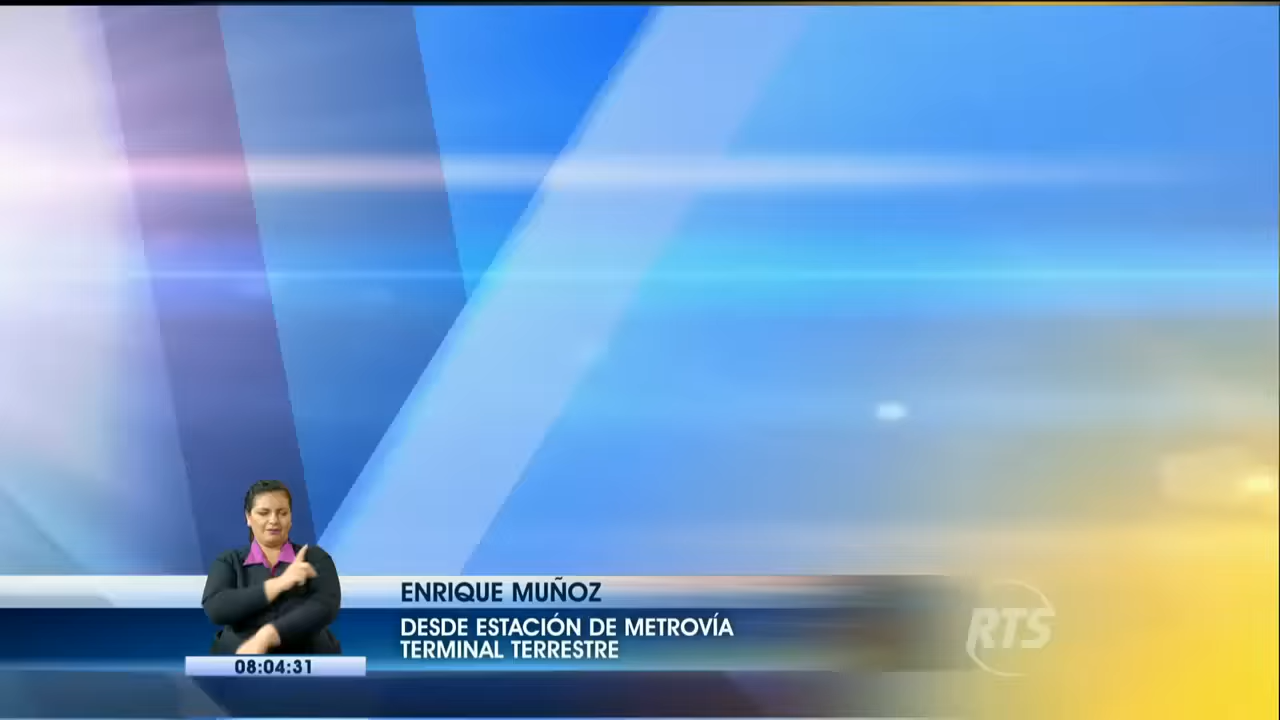 ENRIQUE MUÑOZ
DESDE ESTACIÓN DE METROVÍA
TERMINAL TERRESTRE
RTS
08:04:31